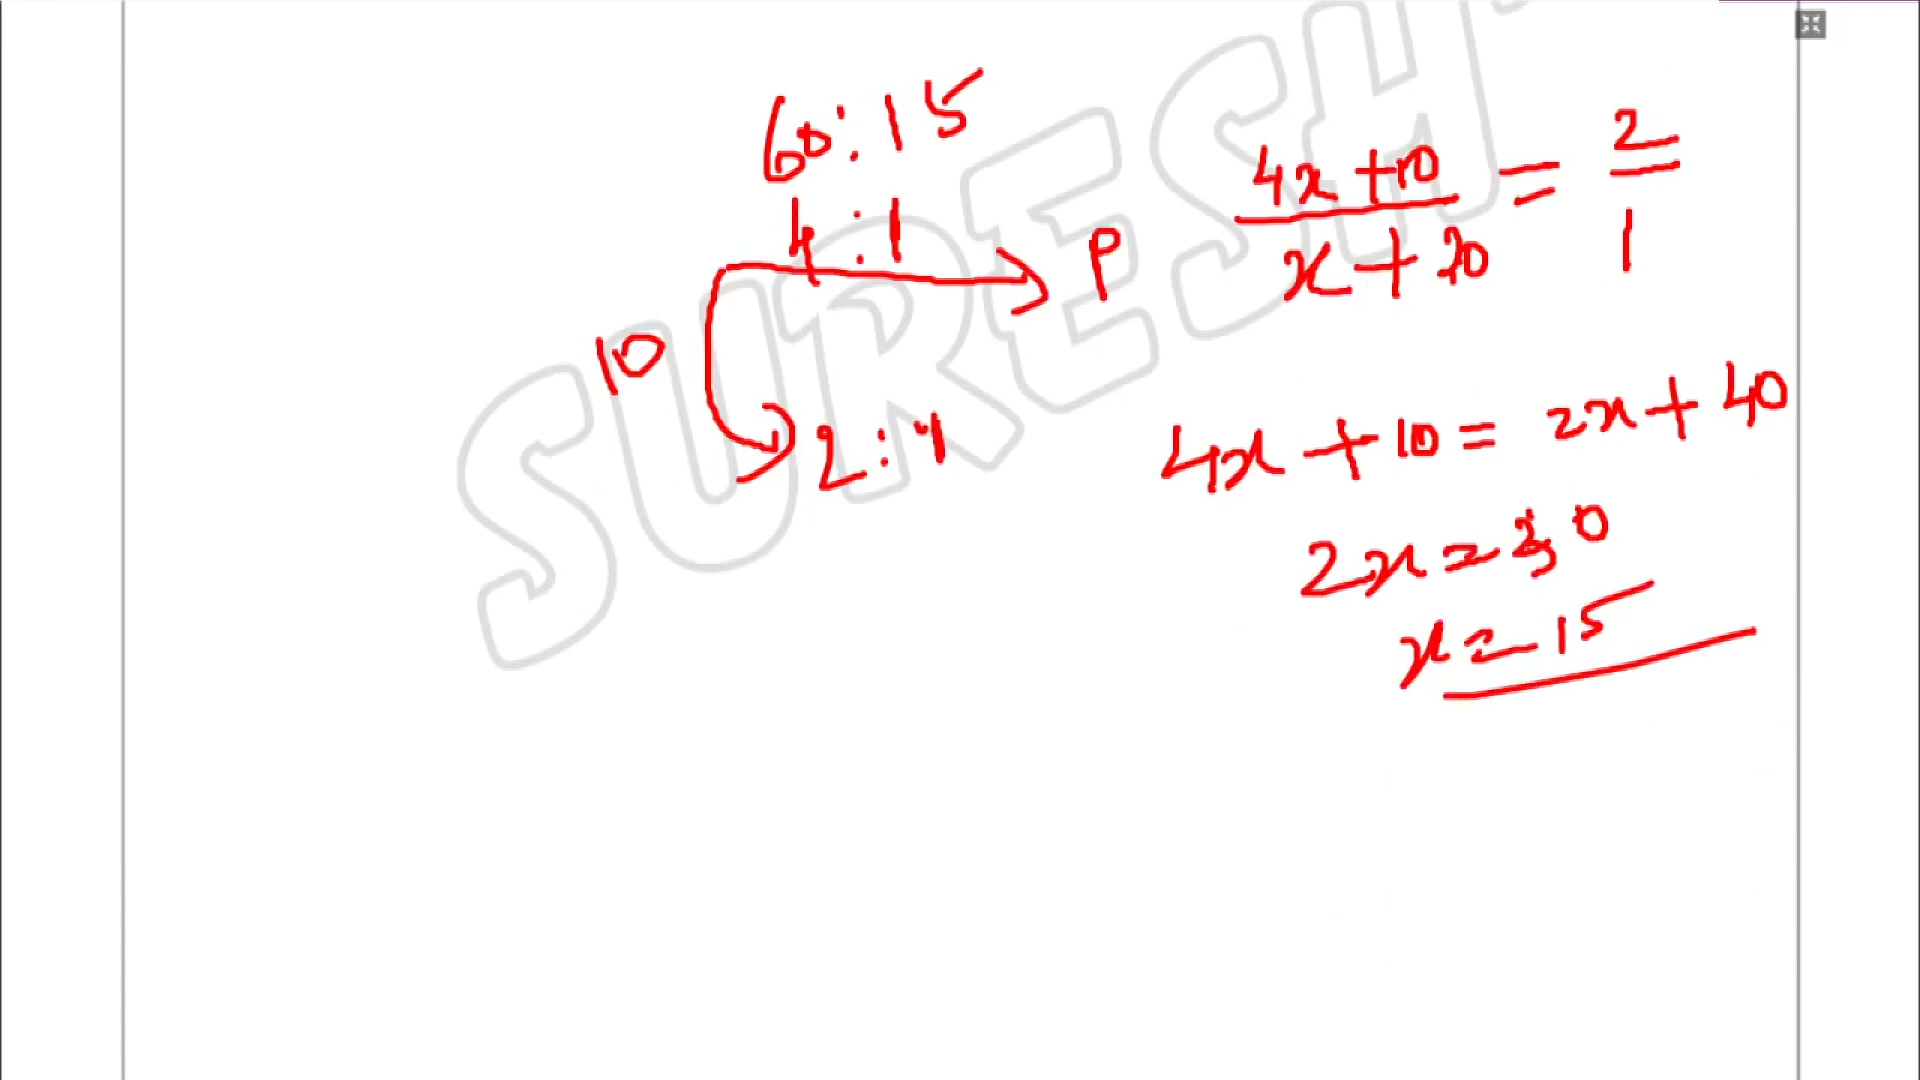 60:15
4:1
P
10
2:1
4x+10 = 2
x+20 1
4x+10=2x+40
2x=30
x=15
SURESH